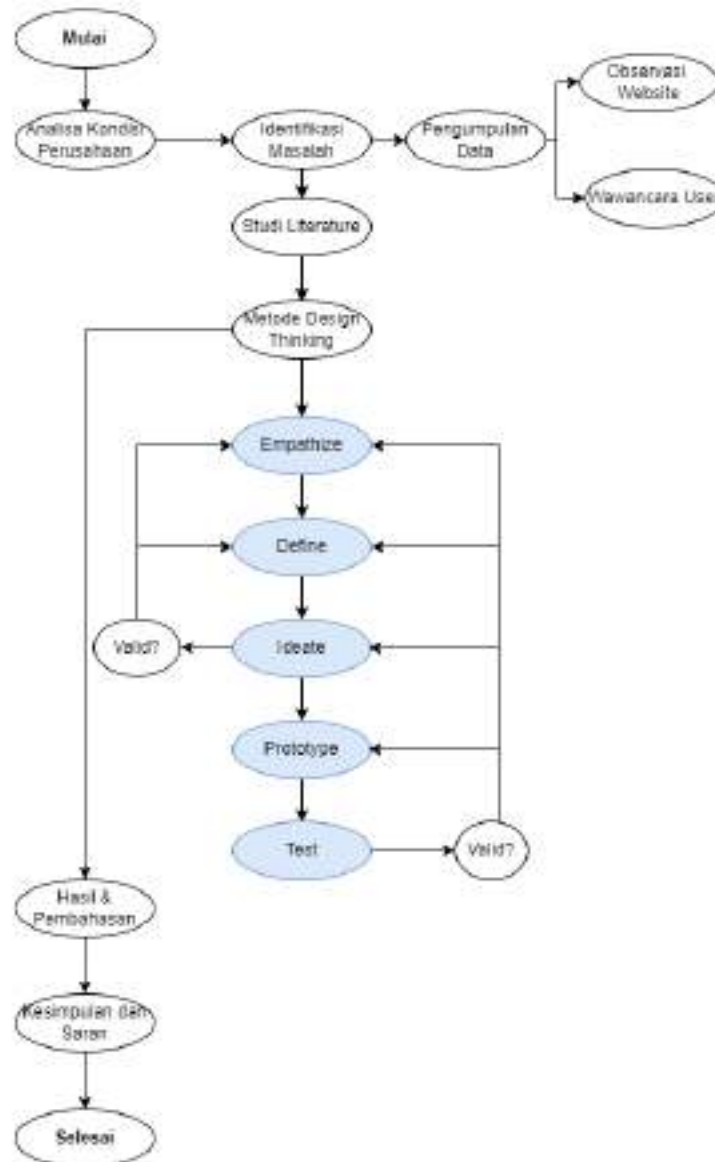 Mulai
Observasi
Website
Analisa Kondisi
Perusahaan
Identifikasi
Masalah
Pengumpulan
Data
Wawancara User
Studi Literature
Metode Design
Thinking
Empathize
Define
Valid?
Ideate
Prototype
Test
Valid?
Hasil &
Pembahasan
Kesimpulan dan
Saran
Selesai